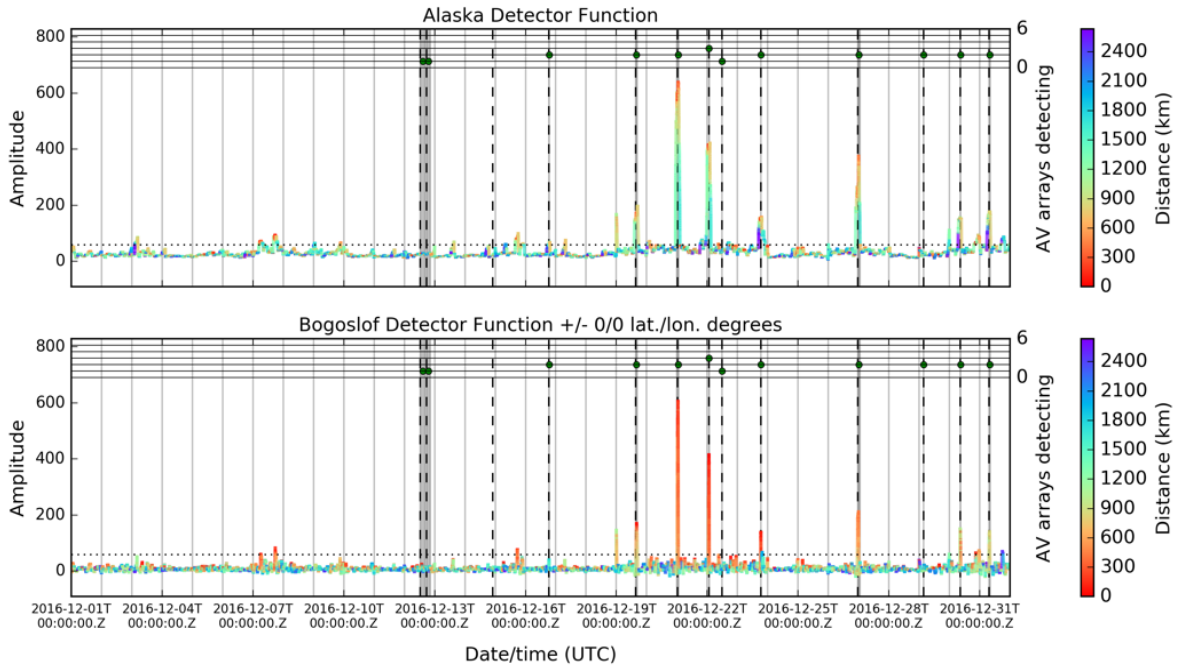 Alaska Detector Function
800
600
400
200
0
Amplitude
6
0
AV arrays detecting
2400
2100
1800
1500
1200
900
600
300
0
Distance (km)
Bogoslof Detector Function +/- 0/0 lat./lon. degrees
800
600
400
200
0
Amplitude
6
0
AV arrays detecting
2400
2100
1800
1500
1200
900
600
300
0
Distance (km)
2016-12-01T 2016-12-04T 2016-12-07T 2016-12-10T 2016-12-13T 2016-12-16T 2016-12-19T 2016-12-22T 2016-12-25T 2016-12-28T 2016-12-31T
00:00:00.Z 00:00:00.Z 00:00:00.Z 00:00:00.Z 00:00:00.Z 00:00:00.Z 00:00:00.Z 00:00:00.Z 00:00:00.Z 00:00:00.Z 00:00:00.Z
Date/time (UTC)